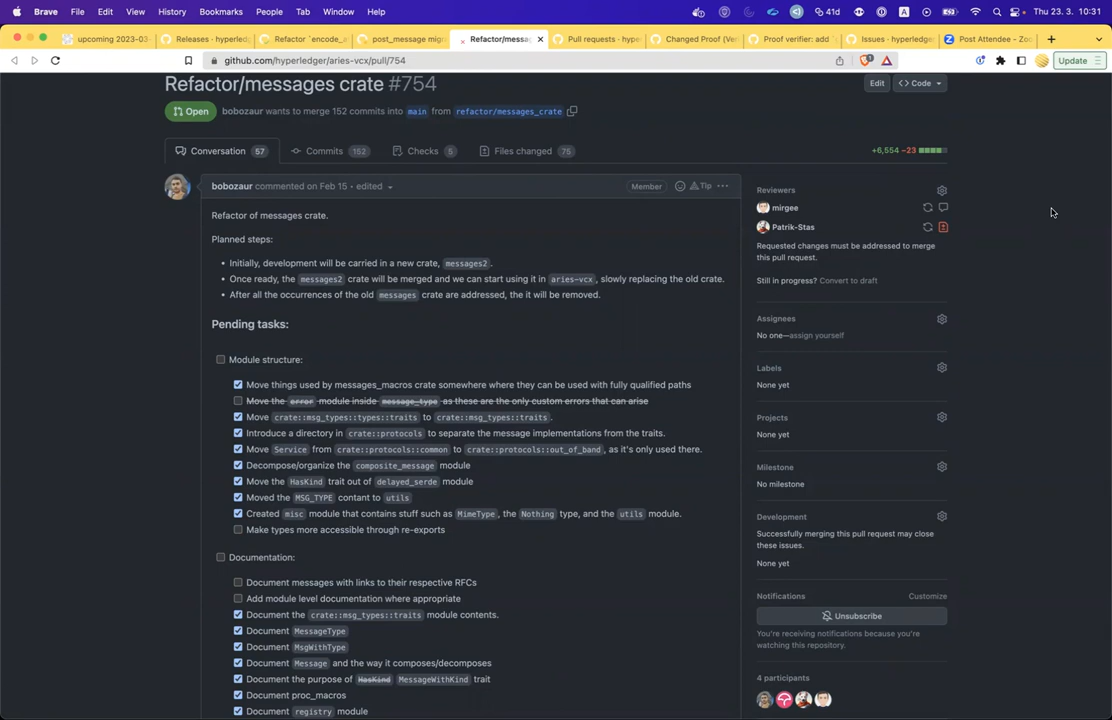 Brave File Edit View History Bookmarks People Tab Window Help 41d A Thu 23. 3. 10:31
upcoming 2023-03- Releases · hyperled Refactor `encode_a post_message migr Refactor/messa Pull requests · hype Changed Proof (Ver Proof verifier: add ` Issues · hyperledger Post Attendee - Zoo
github.com/hyperledger/aries-vcx/pull/754 1 Update
Refactor/messages crate #754
Edit <> Code
Open bobozaur wants to merge 152 commits into main from refactor/messages_crate
Conversation 57 Commits 152 Checks 5 Files changed 75 +6,554 −23
bobozaur commented on Feb 15 • edited Member Tip
Refactor of messages crate.
Planned steps:
• Initially, development will be carried in a new crate, messages2.
• Once ready, the messages2 crate will be merged and we can start using it in aries-vcx, slowly replacing the old crate.
• After all the occurrences of the old messages crate are addressed, the it will be removed.
Pending tasks:
Module structure:
Move things used by messages_macros crate somewhere where they can be used with fully qualified paths
Move the error module inside message_type as these are the only custom errors that can arise
Move crate::msg_types::types::traits to crate::msg_types::traits.
Introduce a directory in crate::protocols to separate the message implementations from the traits.
Move Service from crate::protocols::common to crate::protocols::out_of_band, as it's only used there.
Decompose/organize the composite_message module
Move the HasKind trait out of delayed_serde module
Moved the MSG_TYPE contant to utils
Created misc module that contains stuff such as MimeType, the Nothing type, and the utils module.
Make types more accessible through re-exports
Documentation:
Document messages with links to their respective RFCs
Add module level documentation where appropriate
Document the crate::msg_types::traits module contents.
Document MessageType
Document MsgWithType
Document Message and the way it composes/decomposes
Document the purpose of HasKind MessageWithKind trait
Document proc_macros
Document registry module
Reviewers
mirgee
Patrik-Stas
Requested changes must be addressed to merge
this pull request.
Still in progress? Convert to draft
Assignees
No one—assign yourself
Labels
None yet
Projects
None yet
Milestone
No milestone
Development
Successfully merging this pull request may close
these issues.
None yet
Notifications Customize
Unsubscribe
You're receiving notifications because you're
watching this repository.
4 participants